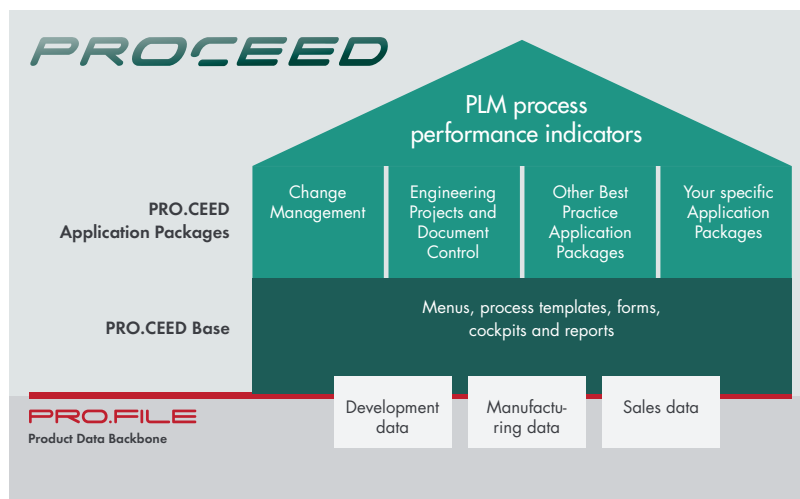 PROCEED
PLM process
performance indicators
PRO.CEED
Application Packages
Change
Management
Engineering
Projects and
Document
Control
Other Best
Practice
Application
Packages
Your specific
Application
Packages
PRO.CEED Base
Menus, process templates, forms,
cockpits and reports
PRO.FILE
Product Data Backbone
Development
data
Manufactu-
ring data
Sales data